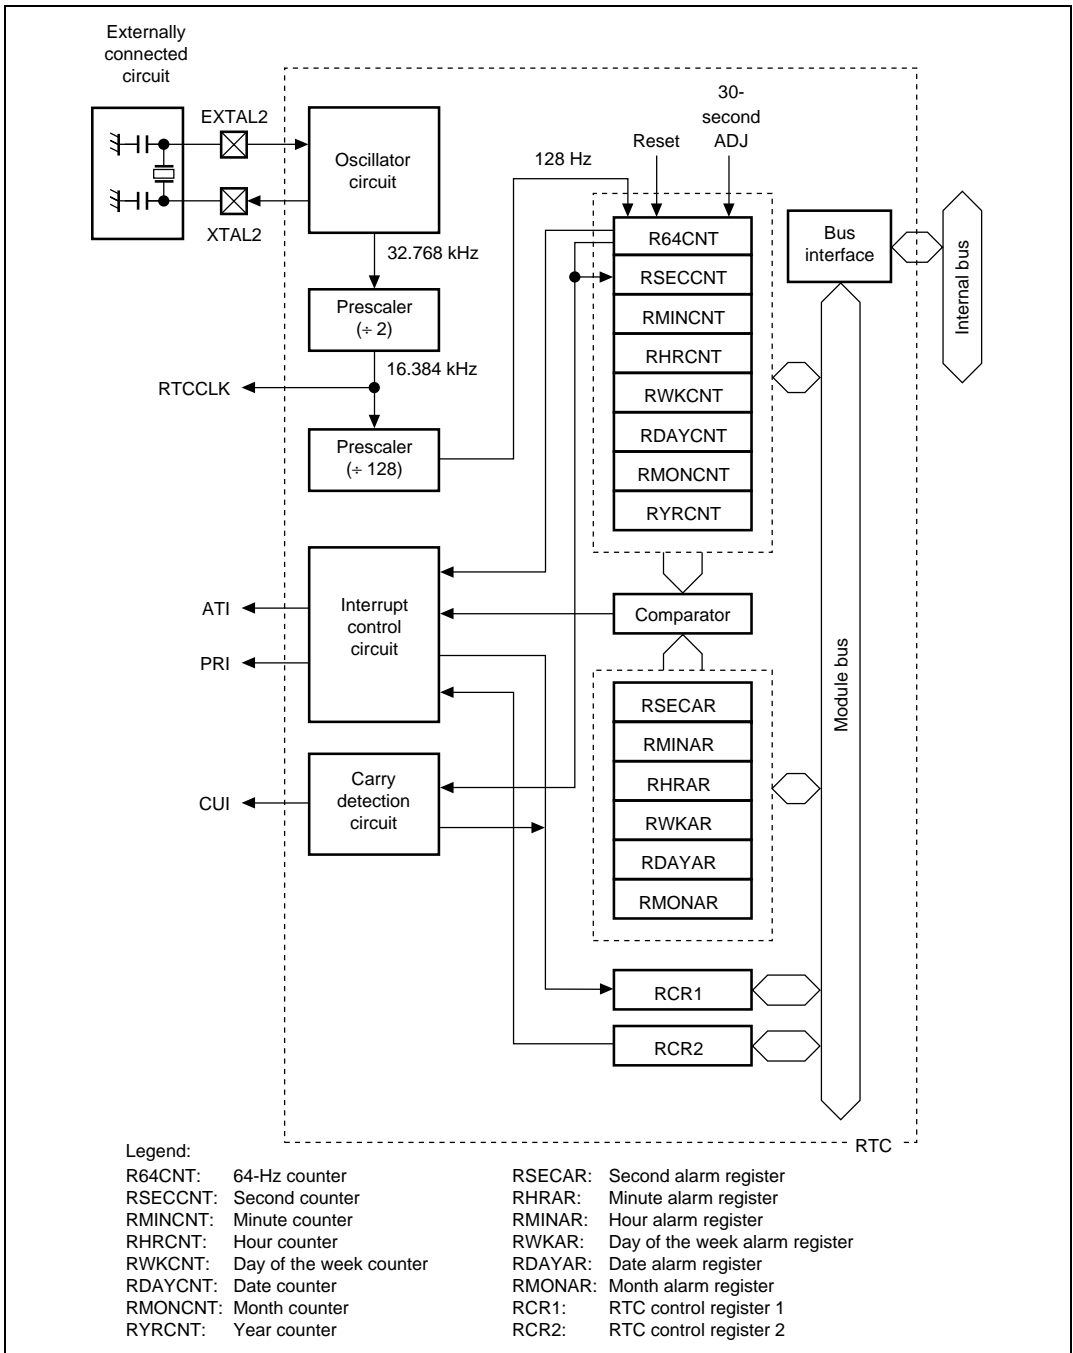 Externally
connected
circuit
EXTAL2
XTAL2
Oscillator
circuit
32.768 kHz
Prescaler
(÷ 2)
16.384 kHz
RTCCLK
Prescaler
(÷ 128)
128 Hz
Reset
30-
second
ADJ
R64CNT
RSECCNT
RMINCNT
RHRCNT
RWKCNT
RDAYCNT
RMONCNT
RYRCNT
Bus
interface
Internal bus
Module bus
ATI
PRI
Interrupt
control
circuit
Comparator
CUI
Carry
detection
circuit
RSECAR
RMINAR
RHRAR
RWKAR
RDAYAR
RMONAR
RCR1
RCR2
RTC
Legend:
R64CNT: 64-Hz counter
RSECCNT: Second counter
RMINCNT: Minute counter
RHRCNT: Hour counter
RWKCNT: Day of the week counter
RDAYCNT: Date counter
RMONCNT: Month counter
RYRCNT: Year counter
RSECAR: Second alarm register
RHRAR: Minute alarm register
RMINAR: Hour alarm register
RWKAR: Day of the week alarm register
RDAYAR: Date alarm register
RMONAR: Month alarm register
RCR1: RTC control register 1
RCR2: RTC control register 2